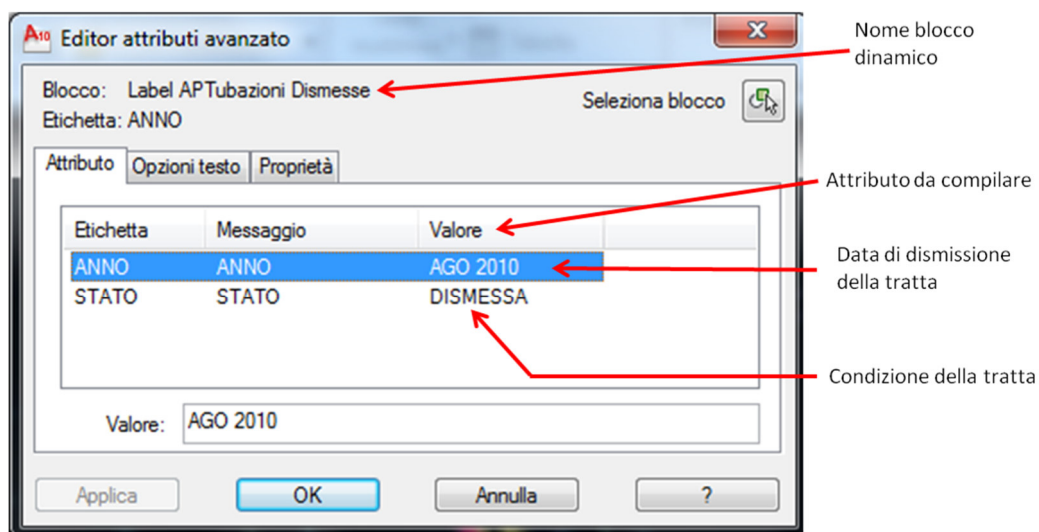 A10 Editor attributi avanzato
Nome blocco
dinamico
Blocco: Label APTubazioni Dismesse
Seleziona blocco
Etichetta: ANNO
Attributo Opzioni testo Proprietà
Attributo da compilare
Etichetta Messaggio Valore
ANNO ANNO AGO 2010
Data di dismissione
della tratta
STATO STATO DISMESSA
Condizione della tratta
Valore: AGO 2010
Applica OK Annulla ?